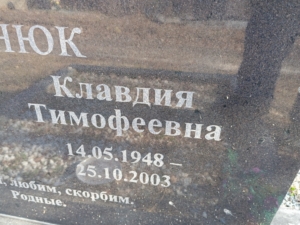 НЮК
Клавдия
Тимофеевна
14.05.1948 –
25.10.2003
, любим, скорбим.
Родные.